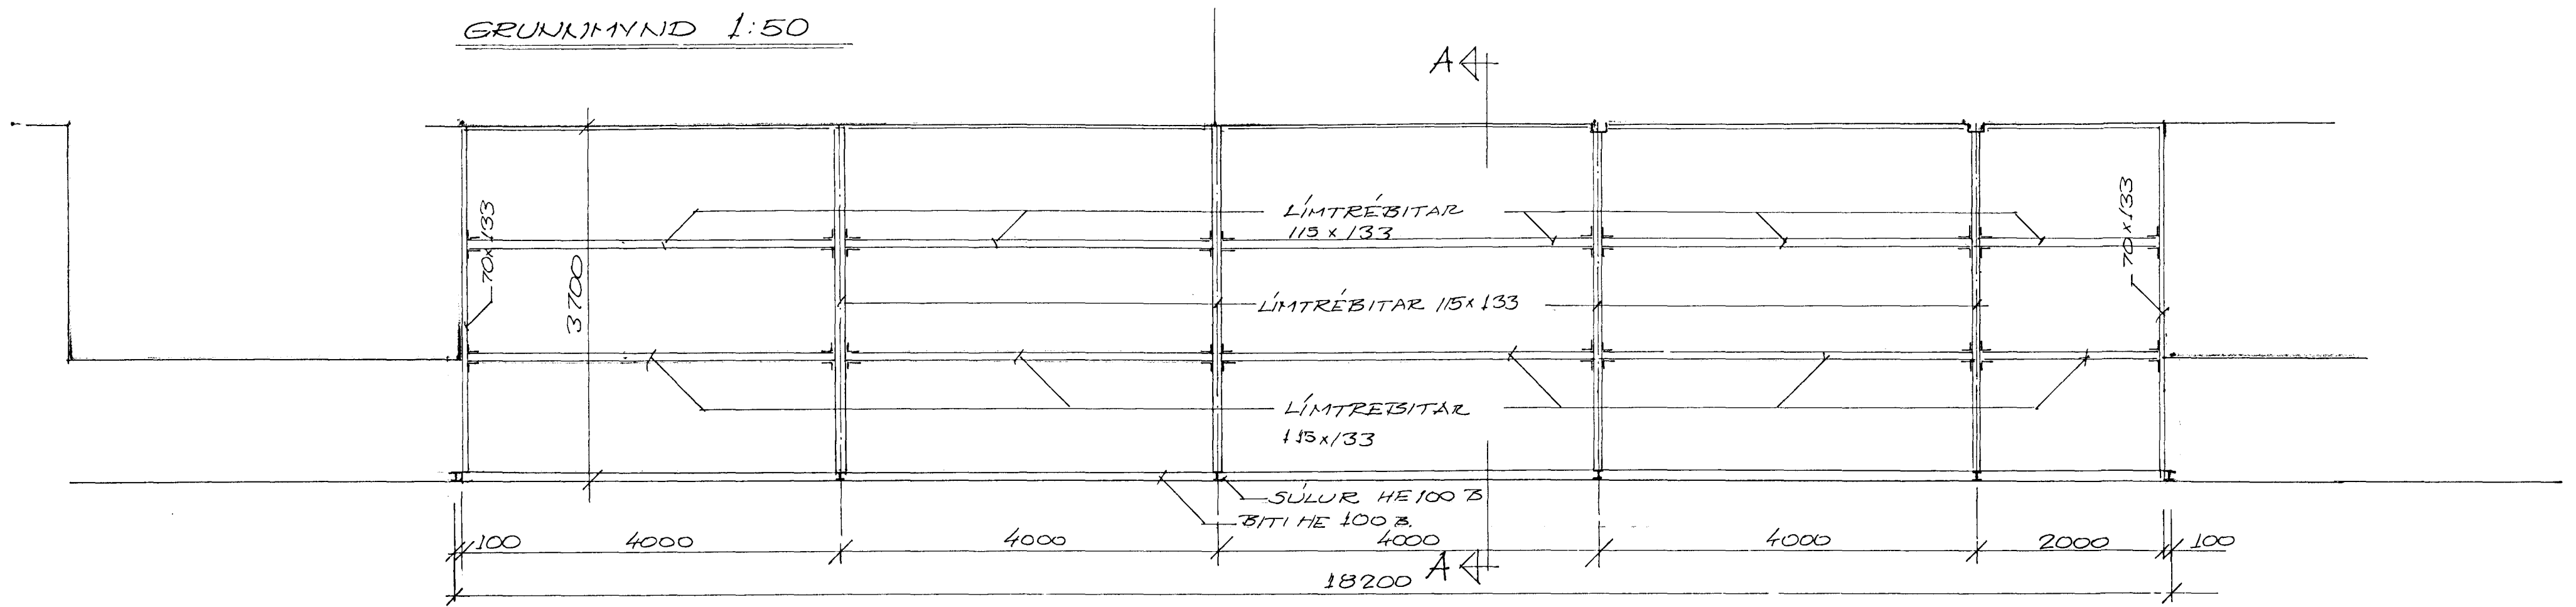 GRUNNMYND 1:50
A
LÍMTRÉBITAR
115 x 133
70x133
70x133
3700
LÍMTRÉBITAR 115x133
LÍMTREBITAR
115x133
SÚLUR HE 100 B
BITI HE 100 B.
100 4000 4000 4000 4000 2000 100
18200 A